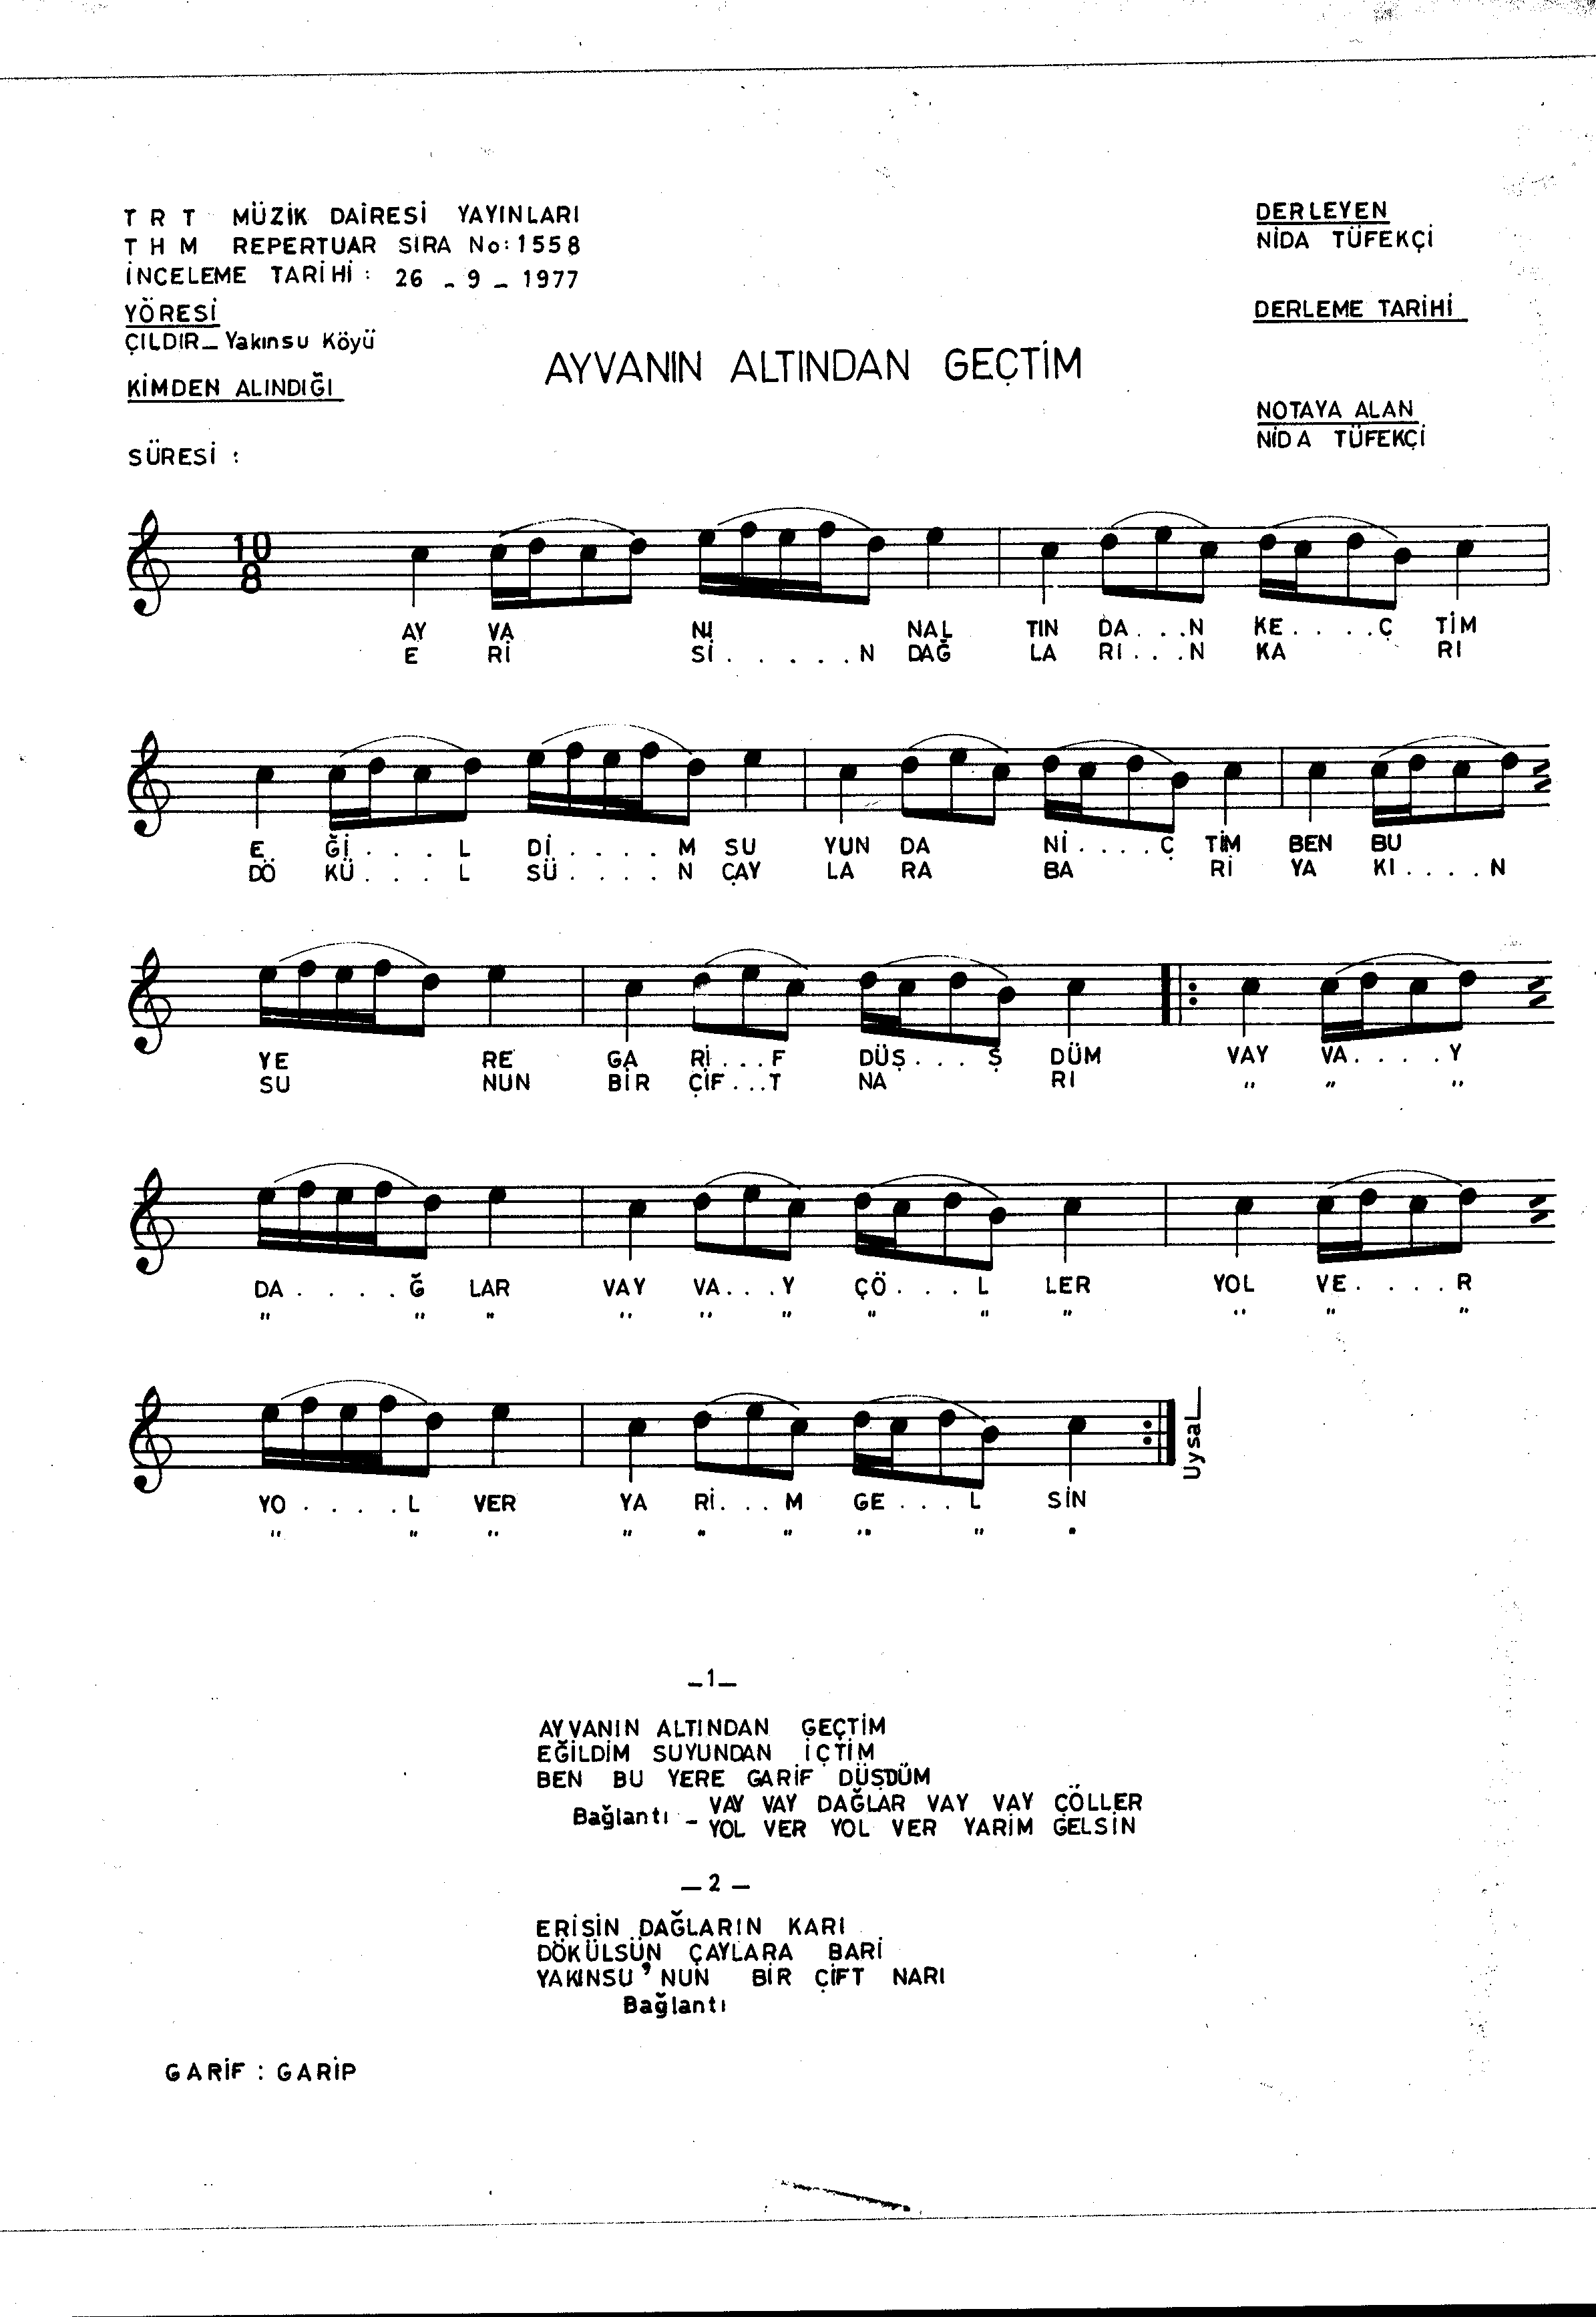 T R T MÜZİK DAİRESİ YAYINLARI
T H M REPERTUAR SIRA No: 1558
İNCELEME TARİHİ : 26 _ 9 _ 1977
YÖRESİ
ÇILDIR_ Yakınsu Köyü
KİMDEN ALINDIĞI
SÜRESİ :
AYVANIN ALTINDAN GEÇTİM
DERLEYEN
NİDA TÜFEKÇİ
DERLEME TARİHİ
NOTAYA ALAN
NİDA TÜFEKÇİ
10
8
AY VA NI NAL TIN DA . . . N KE . . . . Ç TİM
E Rİ Sİ . . . . . N DAĞ LA RI . . . N KA RI
E Ğİ . . . L Dİ . . . . M SU YUN DA Nİ . . . . Ç TİM BEN BU
DÖ KÜ . . . L SÜ . . . . N ÇAY LA RA BA Rİ YA KI . . . . N
YE RE GA Rİ . . . F DÜŞ . . . Ş DÜM VAY VA . . . . Y
SU NUN BİR ÇİF . . . T NA RI " " "
DA . . . . Ğ LAR VAY VA . . . Y ÇÖ . . . L LER YOL VE . . . . R
" " " " " " " " " " " "
YO . . . . L VER YA Rİ . . . M GE . . . L SİN
" " " " " " " " "
Uysal
_1_
AYVANIN ALTINDAN GEÇTİM
EĞİLDİM SUYUNDAN İÇTİM
BEN BU YERE GARİF DÜŞDÜM
Bağlantı - VAY VAY DAĞLAR VAY VAY ÇÖLLER
YOL VER YOL VER YARİM GELSİN
_ 2 _
ERİSİN DAĞLARIN KARI
DÖKÜLSÜN ÇAYLARA BARİ
YAKINSU'NUN BİR ÇİFT NARI
Bağlantı
GARİF : GARİP